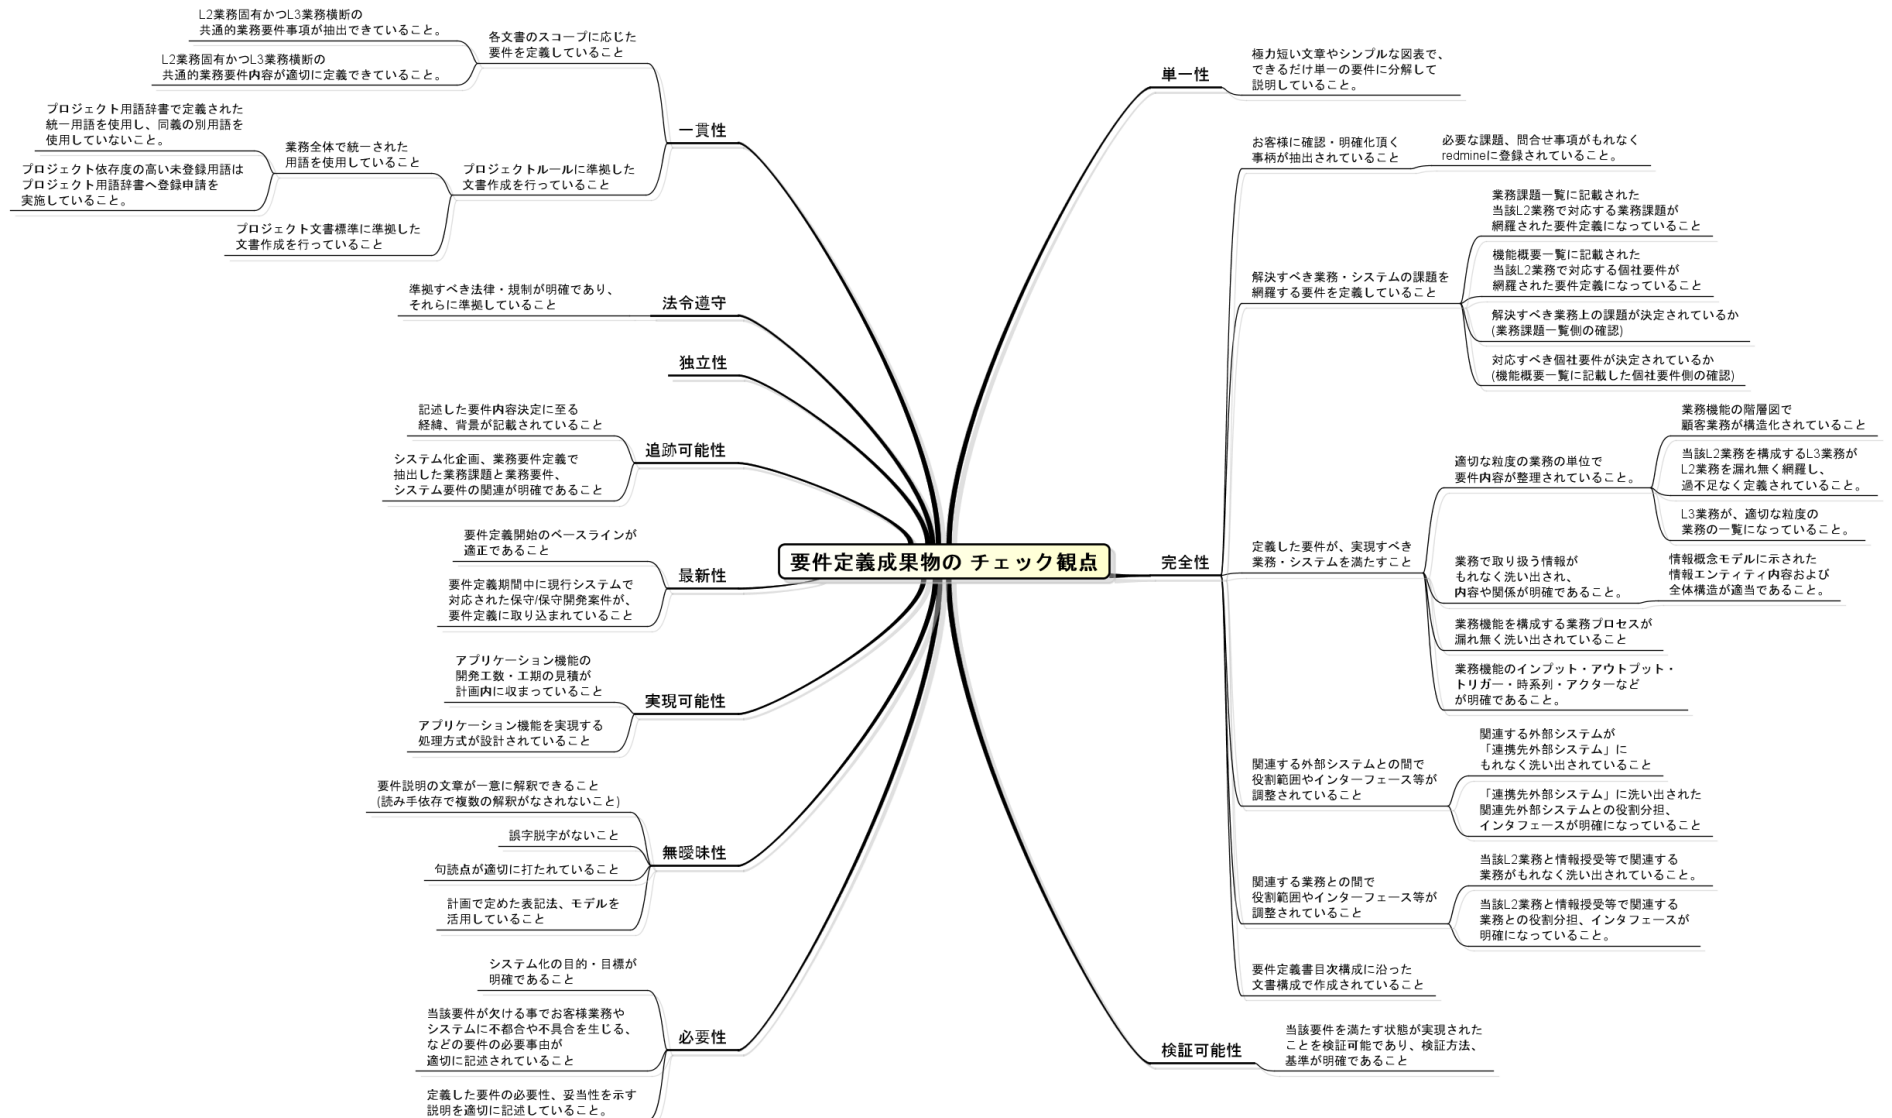 要件定義成果物の チェック観点
単一性
極力短い文章やシンプルな図表で、
できるだけ単一の要件に分解して
説明していること。
完全性
お客様に確認・明確化頂く
事柄が抽出されていること
必要な課題、問合せ事項がもれなく
redmineに登録されていること。
解決すべき業務・システムの課題を
網羅する要件を定義していること
業務課題一覧に記載された
当該L2業務で対応する業務課題が
網羅された要件定義になっていること
機能概要一覧に記載された
当該L2業務で対応する個社要件が
網羅された要件定義になっていること
解決すべき業務上の課題が決定されているか
(業務課題一覧側の確認)
対応すべき個社要件が決定されているか
(機能概要一覧に記載した個社要件側の確認)
定義した要件が、実現すべき
業務・システムを満たすこと
適切な粒度の業務の単位で
要件内容が整理されていること。
業務機能の階層図で
顧客業務が構造化されていること
当該L2業務を構成するL3業務が
L2業務を漏れ無く網羅し、
過不足なく定義されていること。
L3業務が、適切な粒度の
業務の一覧になっていること。
業務で取り扱う情報が
もれなく洗い出され、
内容や関係が明確であること。
情報概念モデルに示された
情報エンティティ内容および
全体構造が適当であること。
業務機能を構成する業務プロセスが
漏れ無く洗い出されていること
業務機能のインプット・アウトプット・
トリガー・時系列・アクターなど
が明確であること。
関連する外部システムとの間で
役割範囲やインターフェース等が
調整されていること
関連する外部システムが
「連携先外部システム」に
もれなく洗い出されていること
「連携先外部システム」に洗い出された
関連先外部システムとの役割分担、
インタフェースが明確になっていること
関連する業務との間で
役割範囲やインターフェース等が
調整されていること
当該L2業務と情報授受等で関連する
業務がもれなく洗い出されていること。
当該L2業務と情報授受等で関連する
業務との役割分担、インタフェースが
明確になっていること。
要件定義書目次構成に沿った
文書構成で作成されていること
検証可能性
当該要件を満たす状態が実現された
ことを検証可能であり、検証方法、
基準が明確であること
一貫性
各文書のスコープに応じた
要件を定義していること
L2業務固有かつL3業務横断の
共通的業務要件事項が抽出できていること。
L2業務固有かつL3業務横断の
共通的業務要件内容が適切に定義できていること。
プロジェクトルールに準拠した
文書作成を行っていること
業務全体で統一された
用語を使用していること
プロジェクト用語辞書で定義された
統一用語を使用し、同義の別用語を
使用していないこと。
プロジェクト依存度の高い未登録用語は
プロジェクト用語辞書へ登録申請を
実施していること。
プロジェクト文書標準に準拠した
文書作成を行っていること
法令遵守
準拠すべき法律・規制が明確であり、
それらに準拠していること
独立性
追跡可能性
記述した要件内容決定に至る
経緯、背景が記載されていること
システム化企画、業務要件定義で
抽出した業務課題と業務要件、
システム要件の関連が明確であること
最新性
要件定義開始のベースラインが
適正であること
要件定義期間中に現行システムで
対応された保守/保守開発案件が、
要件定義に取り込まれていること
実現可能性
アプリケーション機能の
開発工数・工期の見積が
計画内に収まっていること
アプリケーション機能を実現する
処理方式が設計されていること
無曖昧性
要件説明の文章が一意に解釈できること
(読み手依存で複数の解釈がなされないこと)
誤字脱字がないこと
句読点が適切に打たれていること
計画で定めた表記法、モデルを
活用していること
必要性
システム化の目的・目標が
明確であること
当該要件が欠ける事でお客様業務や
システムに不都合や不具合を生じる、
などの要件の必要事由が
適切に記述されていること
定義した要件の必要性、妥当性を示す
説明を適切に記述していること。